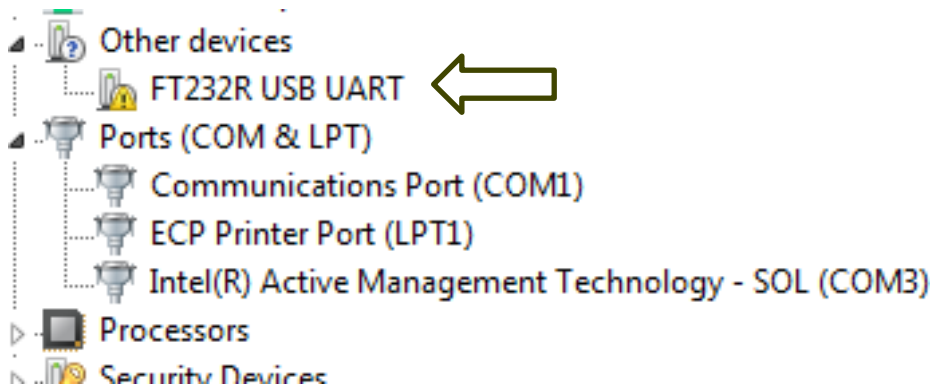 Other devices
FT232R USB UART
Ports (COM & LPT)
Communications Port (COM1)
ECP Printer Port (LPT1)
Intel(R) Active Management Technology - SOL (COM3)
Processors
Security Devices